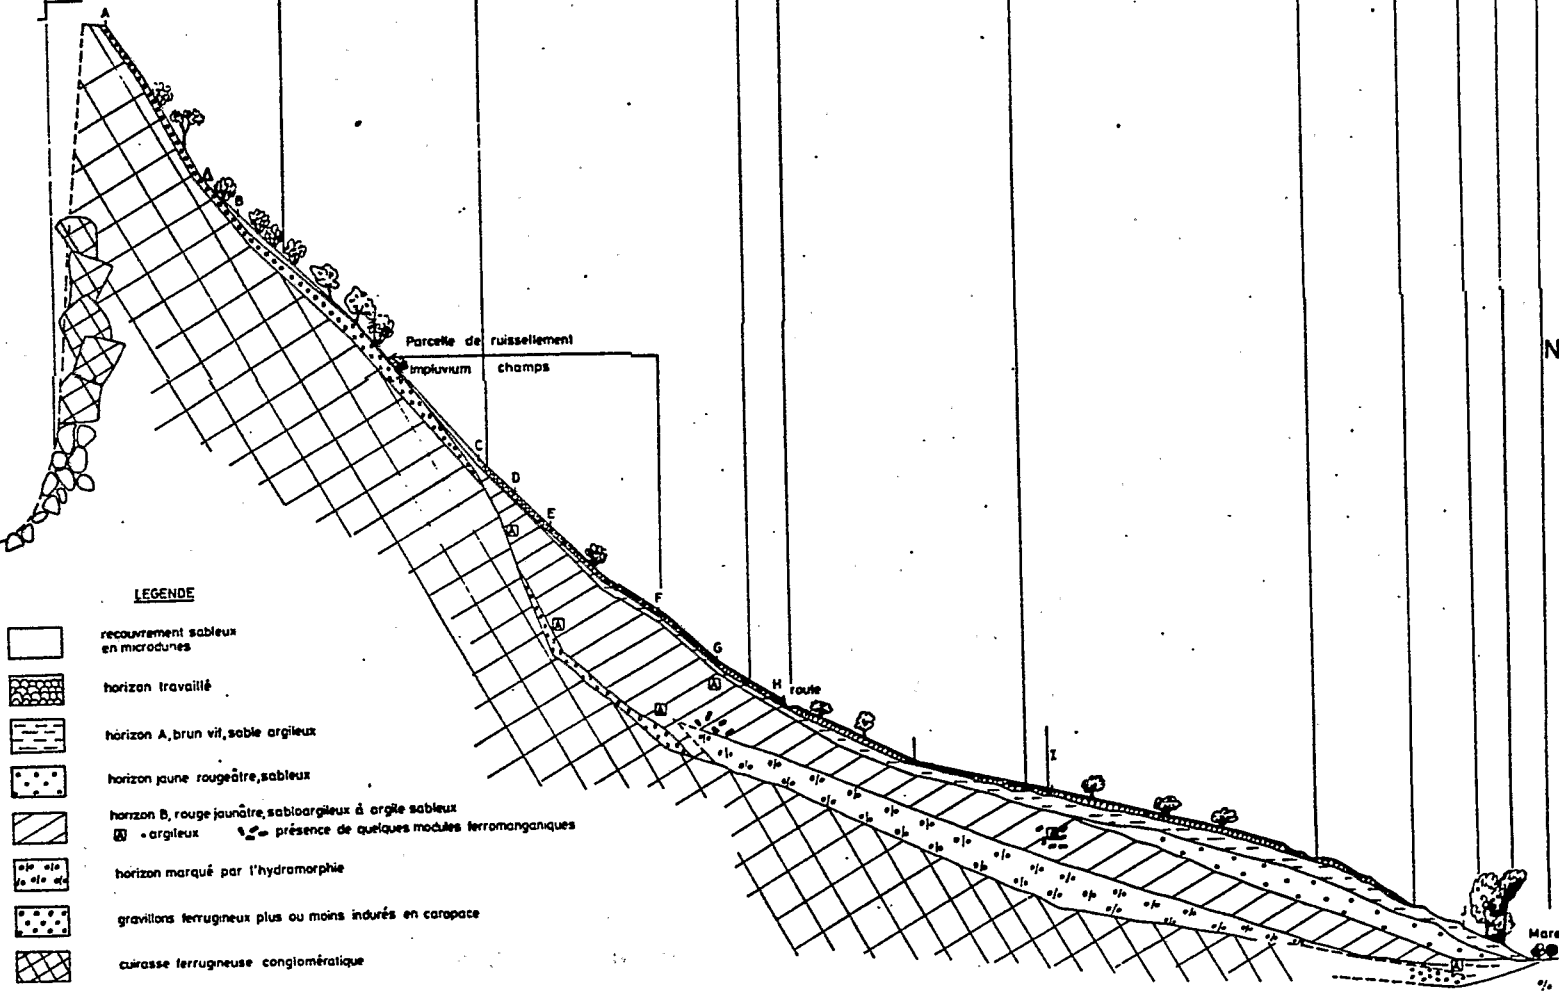 A
B
Parcelle de ruissellement
impluvium champs
N
C
D
E
A
F
A
G
A
H route
A
I
J
Mare
A
LEGENDE
recouvrement sableux
en microdunes
horizon travaillé
horizon A, brun vif, sable argileux
horizon jaune rougeâtre, sableux
horizon B, rouge jaunâtre, sabloargileux à argile sableux
A + argileux présence de quelques modules ferromanganiques
horizon marqué par l'hydramorphie
gravillons ferrugineux plus ou moins indurés en carapace
cuirasse ferrugineuse conglomératique